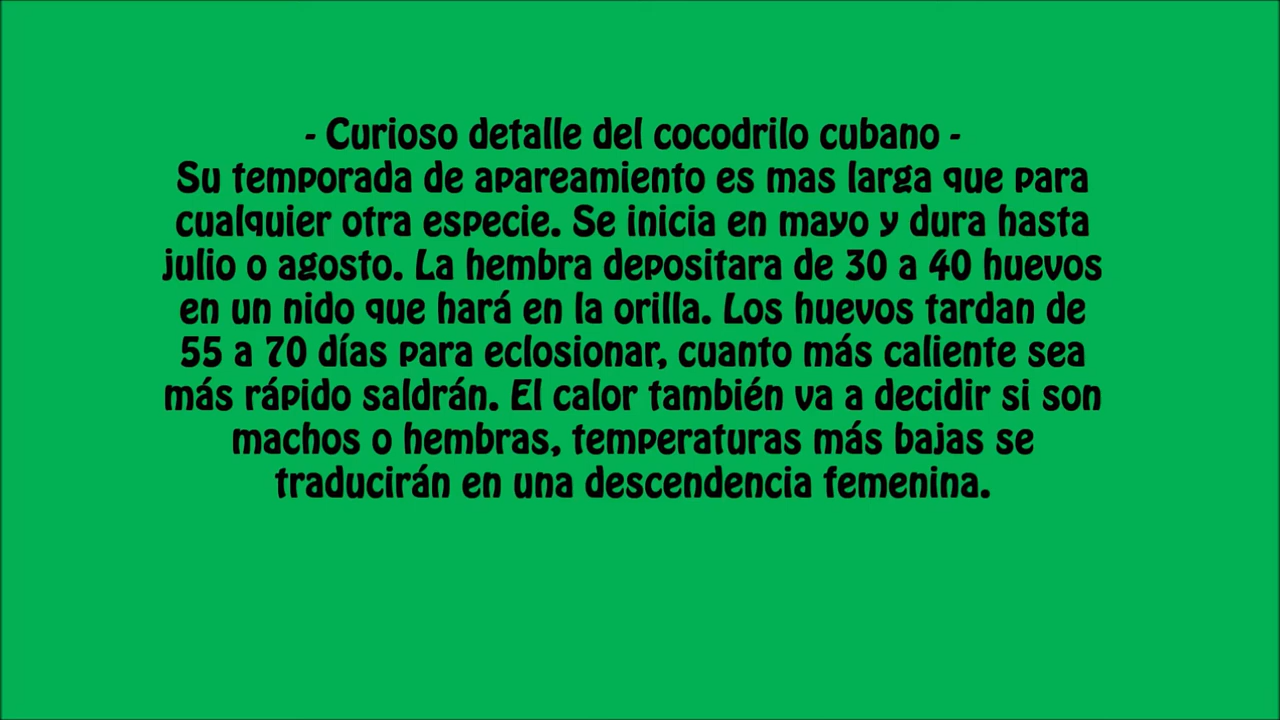 - Curioso detalle del cocodrilo cubano -
Su temporada de apareamiento es mas larga que para
cualquier otra especie. Se inicia en mayo y dura hasta
julio o agosto. La hembra depositara de 30 a 40 huevos
en un nido que hará en la orilla. Los huevos tardan de
55 a 70 días para eclosionar, cuanto más caliente sea
más rápido saldrán. El calor también va a decidir si son
machos o hembras, temperaturas más bajas se
traducirán en una descendencia femenina.